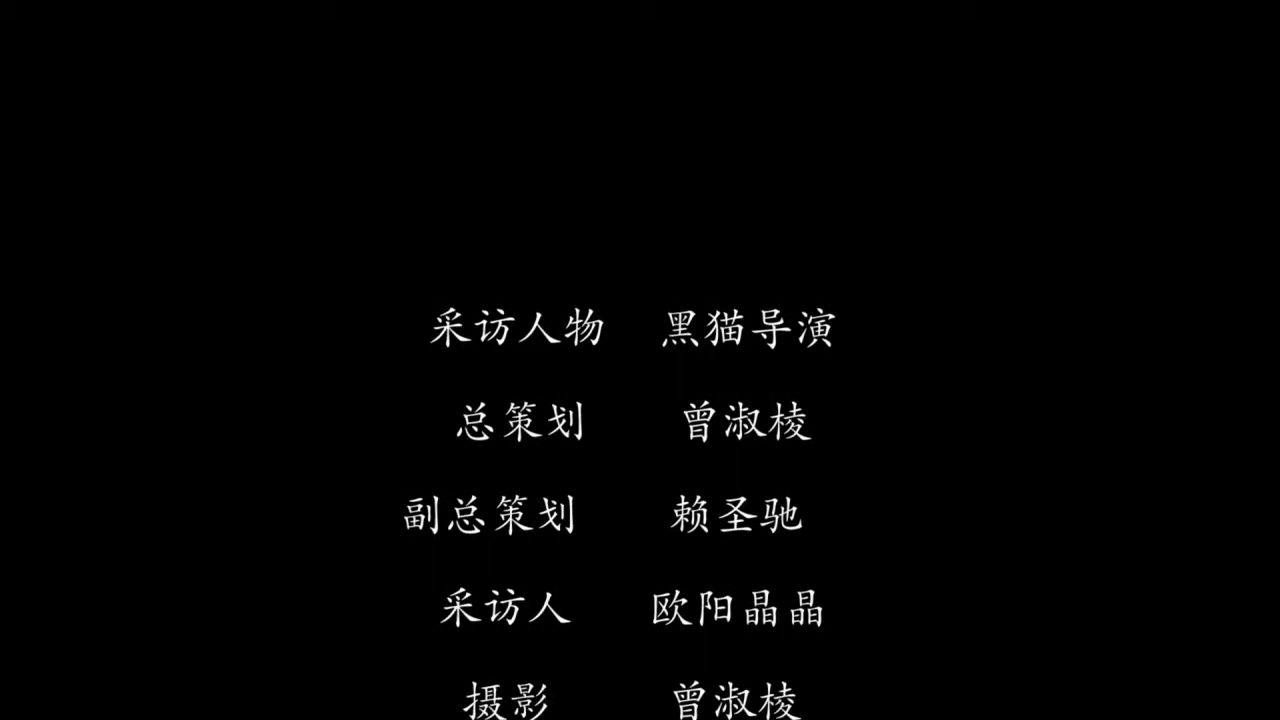 采访人物 黑猫导演
总策划 曾淑棱
副总策划 赖圣驰
采访人 欧阳晶晶
摄影 曾淑棱